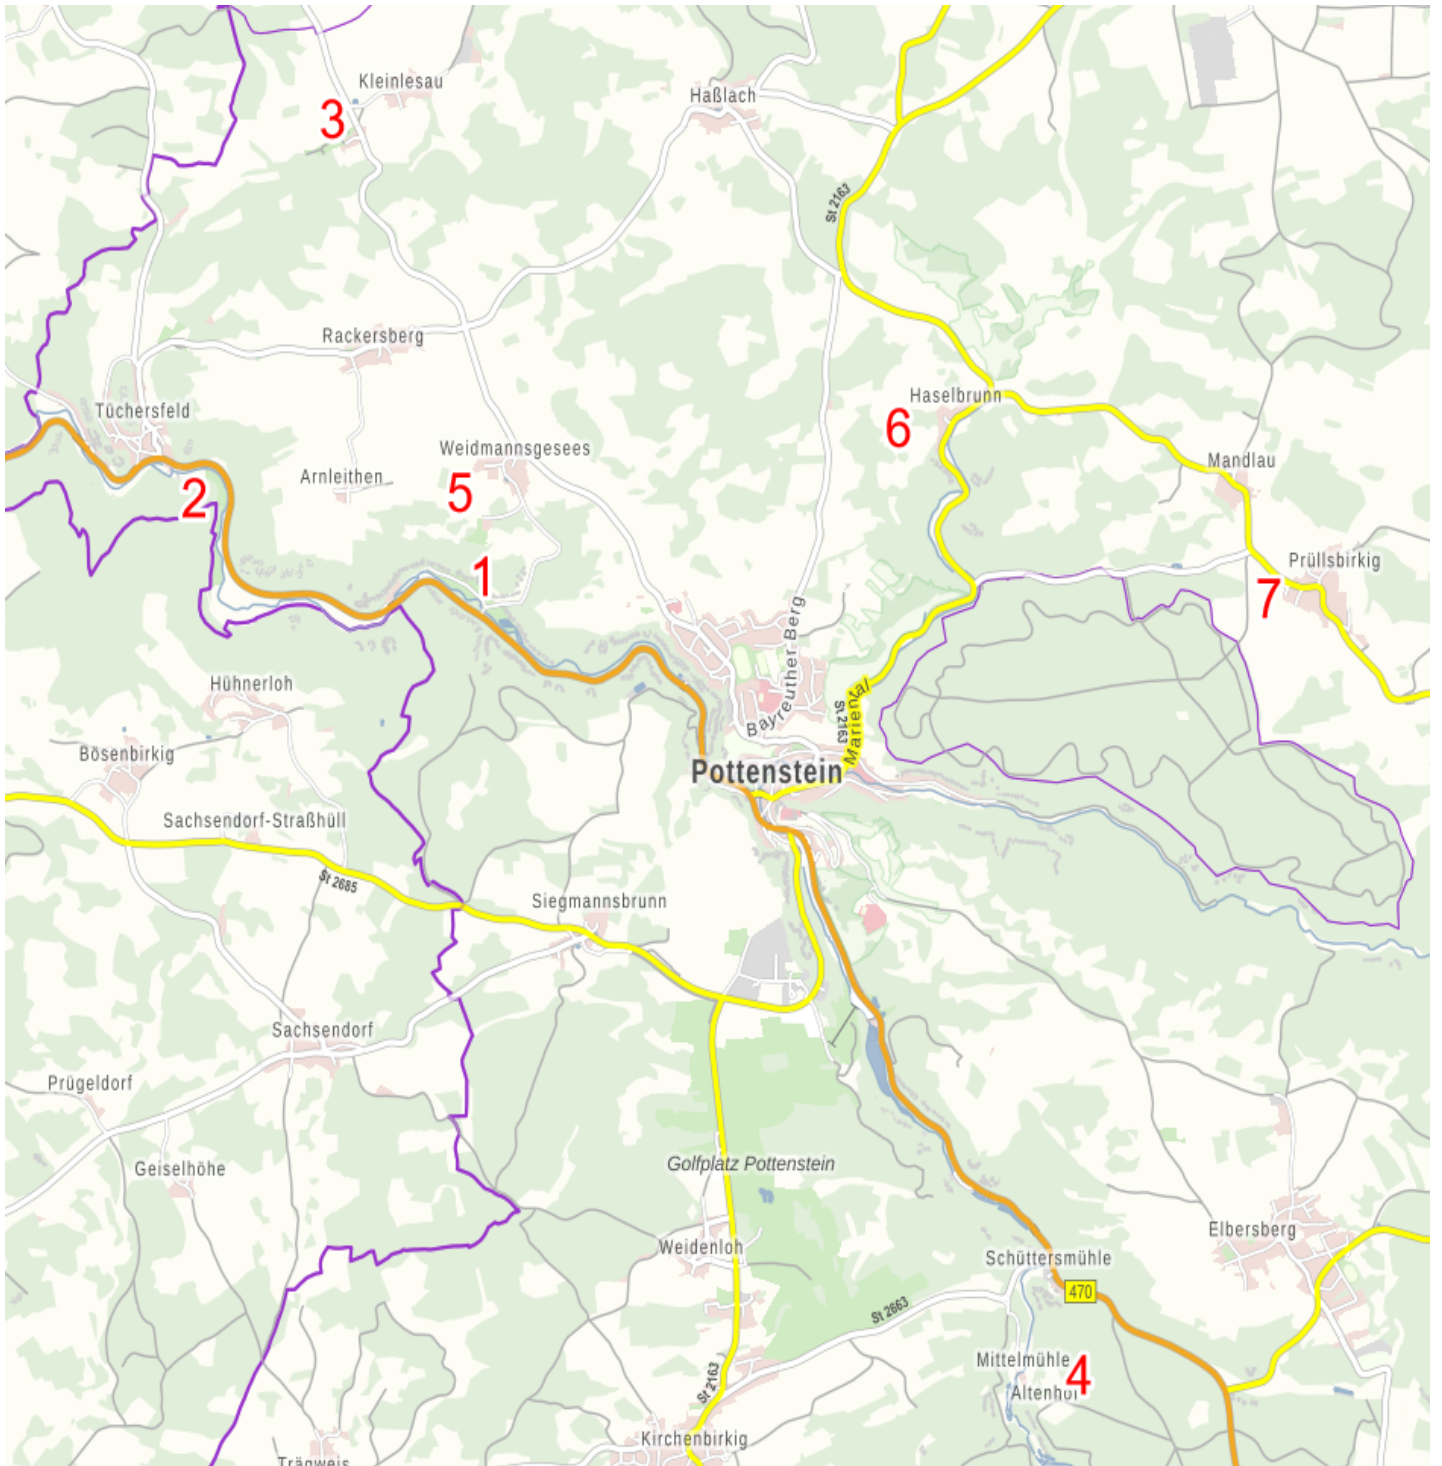 Kleinlesau
3
Haßlach
St 2163
Rackersberg
Tüchersfeld
Haselbrunn
6
Weidmannsgesees
Mandlau
Arnleithen
5
2
1
Prüllsbirkig
7
Bayreuther Berg
Hühnerloh
Mariental
St 2163
Bösenbirkig
Pottenstein
Sachsendorf-Straßhüll
St 2685
Siegmannsbrunn
Sachsendorf
Prügeldorf
Geiselhöhe
Golfplatz Pottenstein
Elbersberg
Weidenloh
Schüttersmühle
470
St 2663
Mittelmühle
4
Altenhof
St 2163
Kirchenbirkig
Trägweis